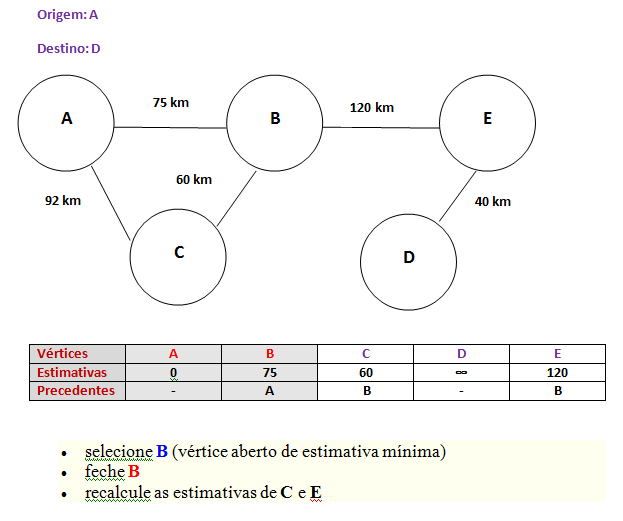 Origem: A
Destino: D
75 km
120 km
A
B
E
60 km
92 km
40 km
C
D
Vértices A B C D E
Estimativas 0 75 60 ∞ 120
Precedentes - A B - B
• selecione B (vértice aberto de estimativa mínima)
• feche B
• recalcule as estimativas de C e E